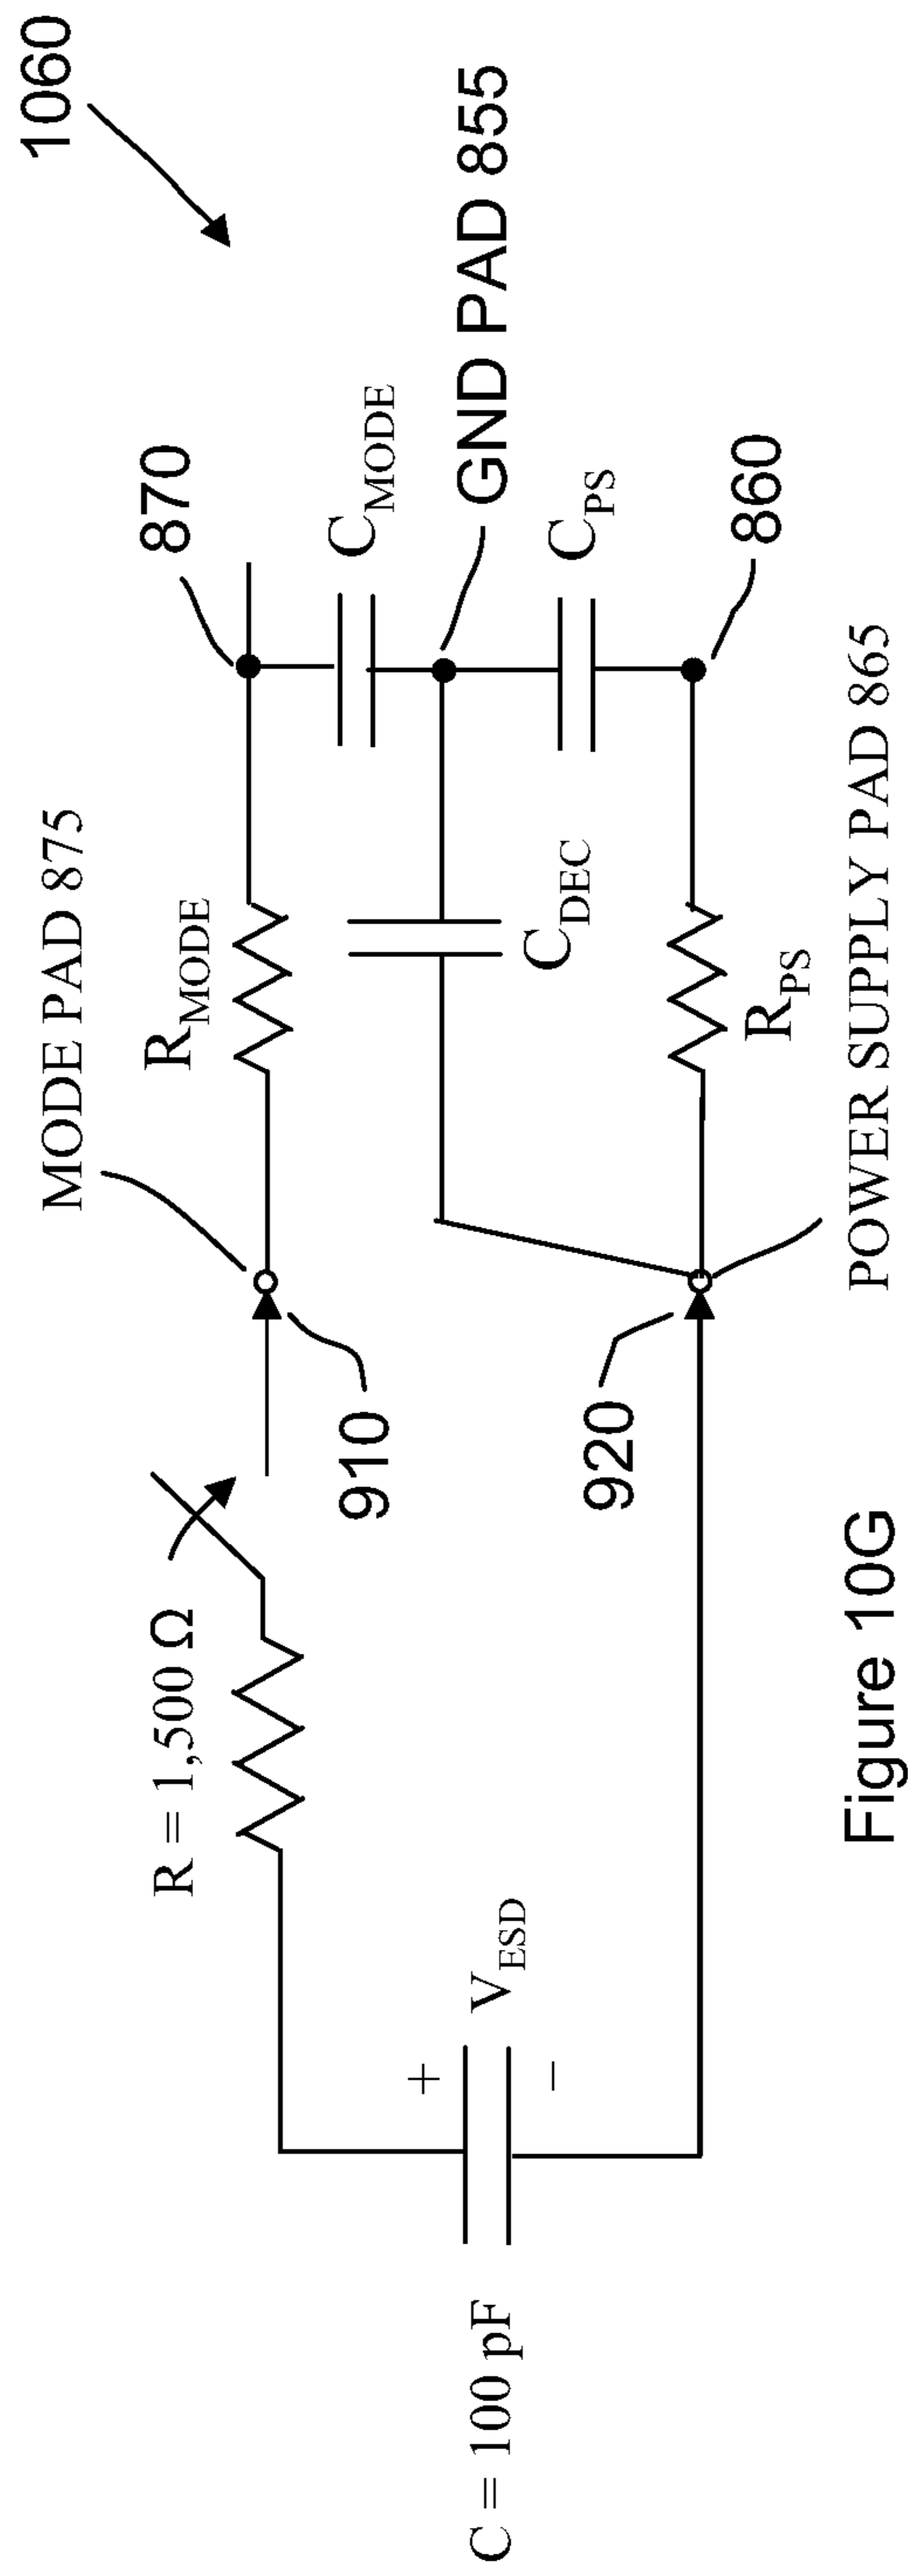 1060
870
MODE PAD 875
C_MODE
R_MODE
GND PAD 855
R = 1,500 Ω
C_DEC
C_PS
910
860
V_ESD
+
−
C = 100 pF
920
R_PS
POWER SUPPLY PAD 865
Figure 10G